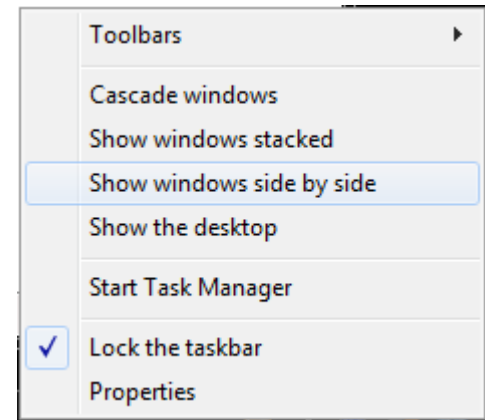 Toolbars
Cascade windows
Show windows stacked
Show windows side by side
Show the desktop
Start Task Manager
Lock the taskbar
Properties